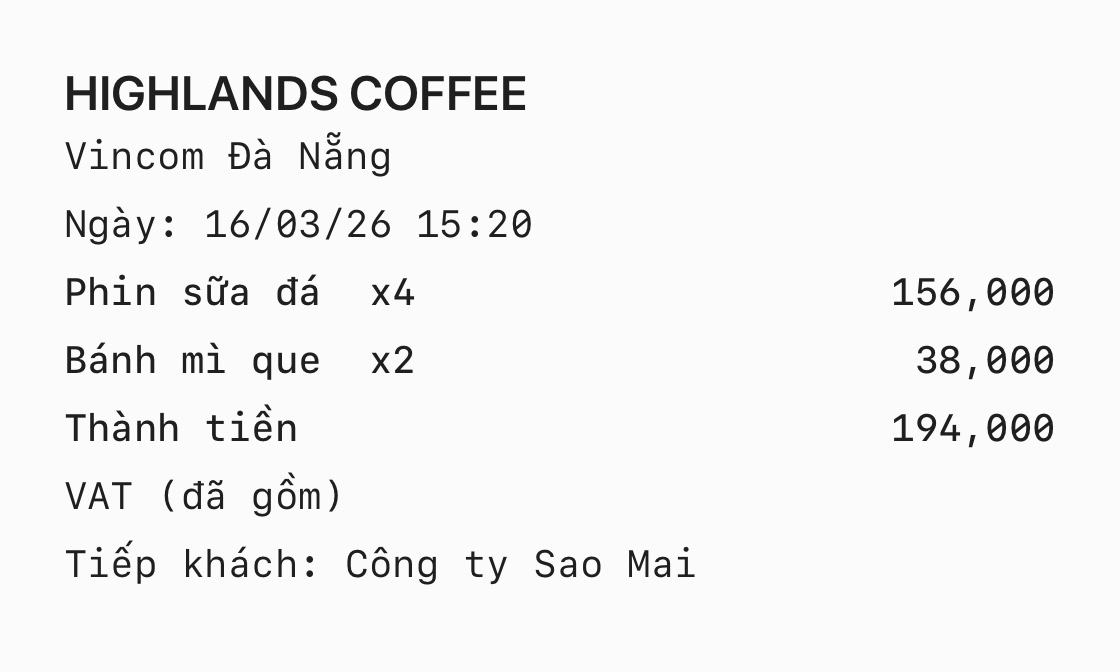 HIGHLANDS COFFEE
Vincom Đà Nẵng
Ngày: 16/03/26 15:20
Phin sữa đá  x4 156,000
Bánh mì que  x2 38,000
Thành tiền 194,000
VAT (đã gồm)
Tiếp khách: Công ty Sao Mai